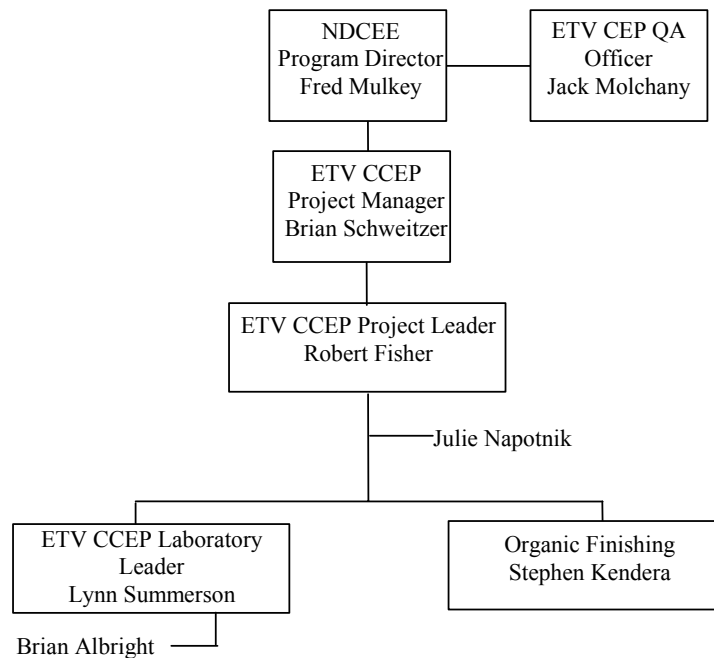 NDCEE
Program Director
Fred Mulkey
ETV CEP QA
Officer
Jack Molchany
ETV CCEP
Project Manager
Brian Schweitzer
ETV CCEP Project Leader
Robert Fisher
Julie Napotnik
ETV CCEP Laboratory
Leader
Lynn Summerson
Organic Finishing
Stephen Kendera
Brian Albright